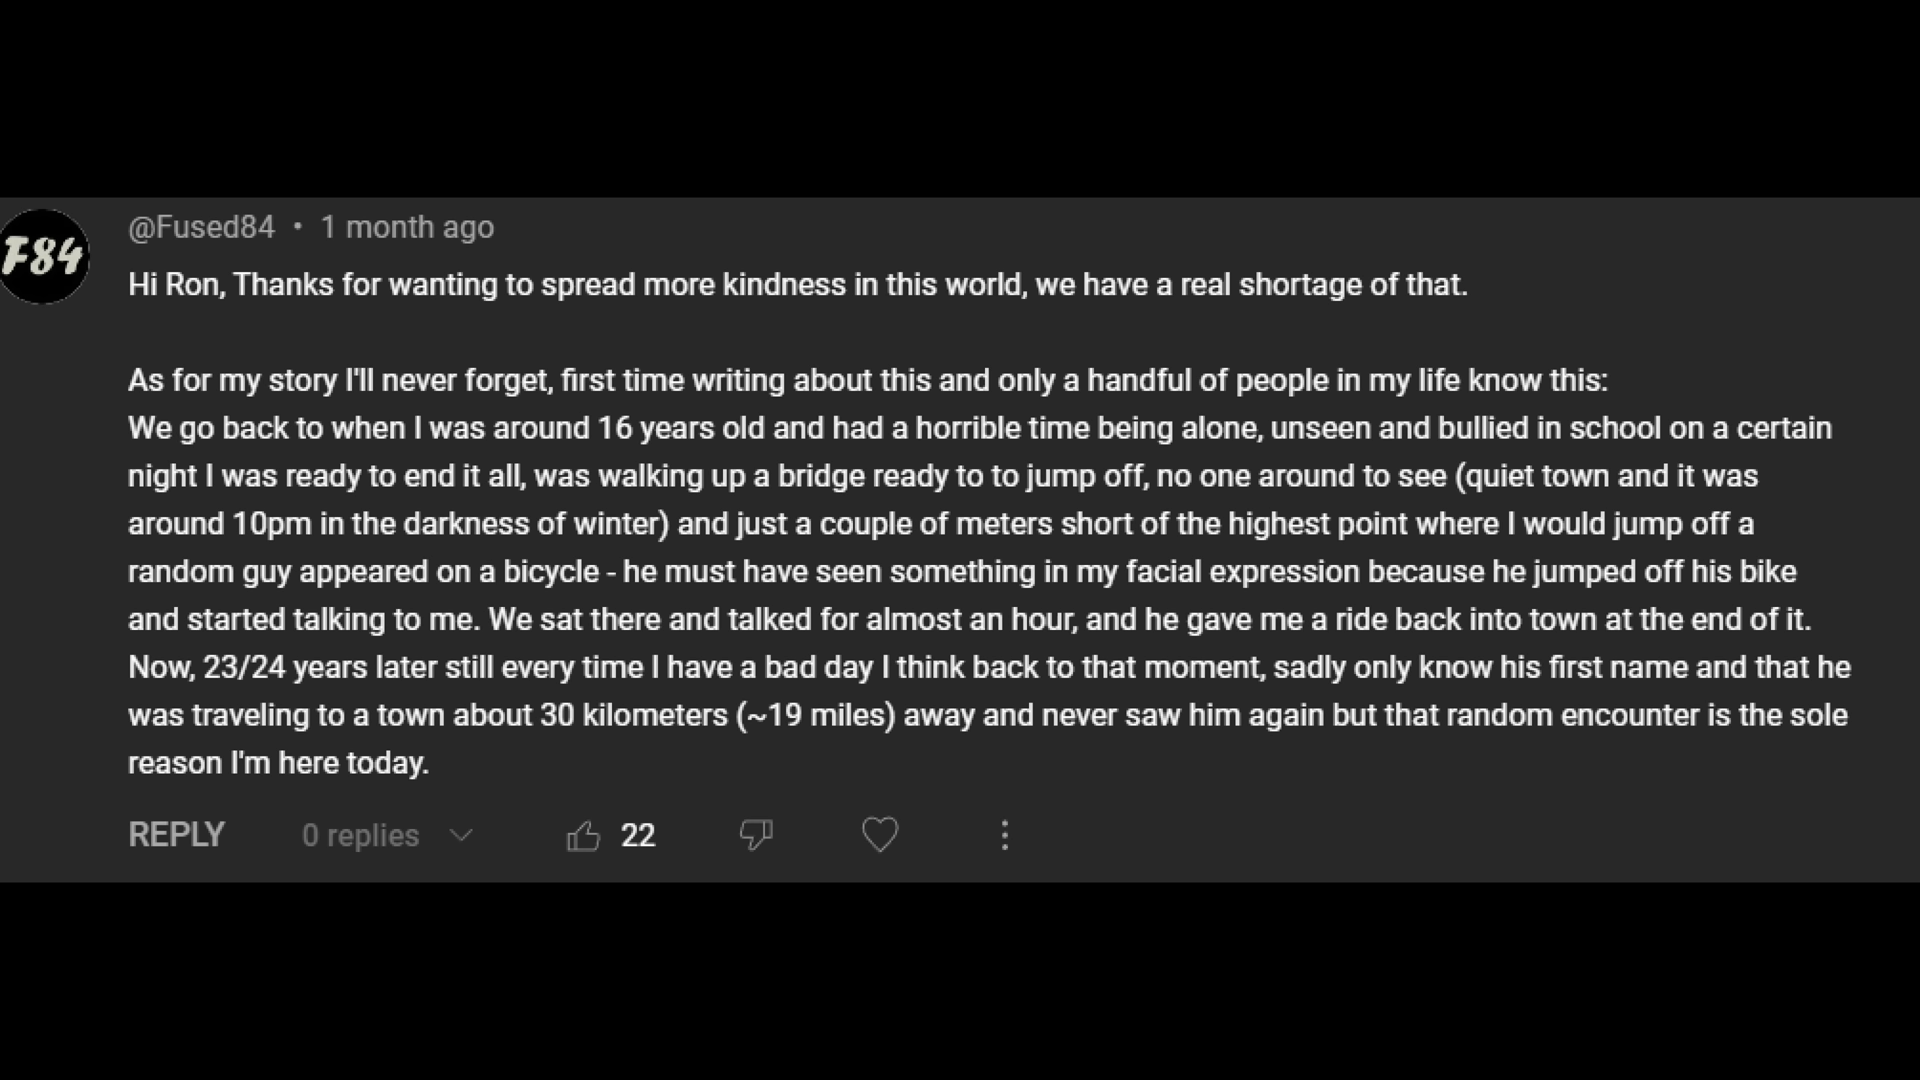 F84
@Fused84 • 1 month ago
Hi Ron, Thanks for wanting to spread more kindness in this world, we have a real shortage of that.
As for my story I'll never forget, first time writing about this and only a handful of people in my life know this:
We go back to when I was around 16 years old and had a horrible time being alone, unseen and bullied in school on a certain
night I was ready to end it all, was walking up a bridge ready to to jump off, no one around to see (quiet town and it was
around 10pm in the darkness of winter) and just a couple of meters short of the highest point where I would jump off a
random guy appeared on a bicycle - he must have seen something in my facial expression because he jumped off his bike
and started talking to me. We sat there and talked for almost an hour, and he gave me a ride back into town at the end of it.
Now, 23/24 years later still every time I have a bad day I think back to that moment, sadly only know his first name and that he
was traveling to a town about 30 kilometers (~19 miles) away and never saw him again but that random encounter is the sole
reason I'm here today.
REPLY 0 replies 22